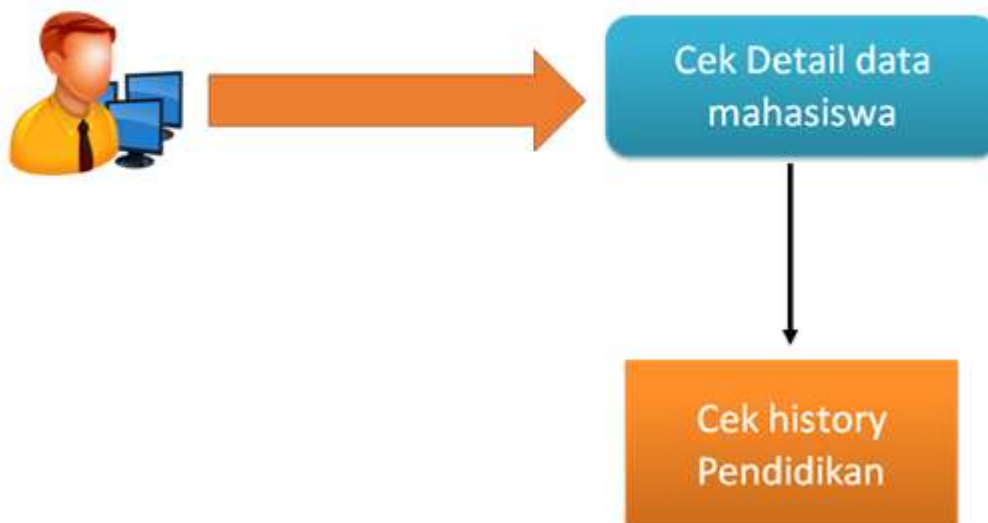 Cek Detail data
mahasiswa
Cek history
Pendidikan